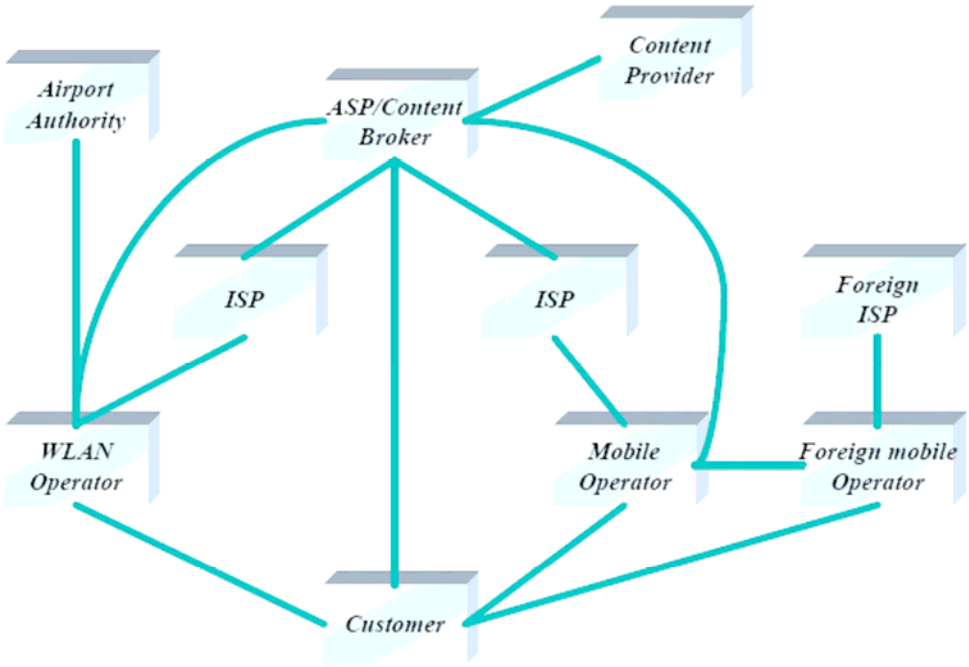 Content
Provider
Airport
Authority
ASP/Content
Broker
ISP
ISP
Foreign
ISP
WLAN
Operator
Mobile
Operator
Foreign mobile
Operator
Customer